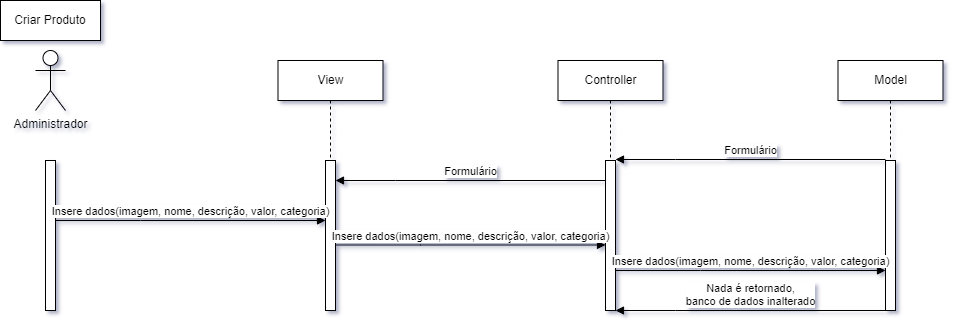 Criar Produto
Administrador
View
Controller
Model
Formulário
Formulário
Insere dados(imagem, nome, descrição, valor, categoria)
Insere dados(imagem, nome, descrição, valor, categoria)
Insere dados(imagem, nome, descrição, valor, categoria)
Nada é retornado,
banco de dados inalterado